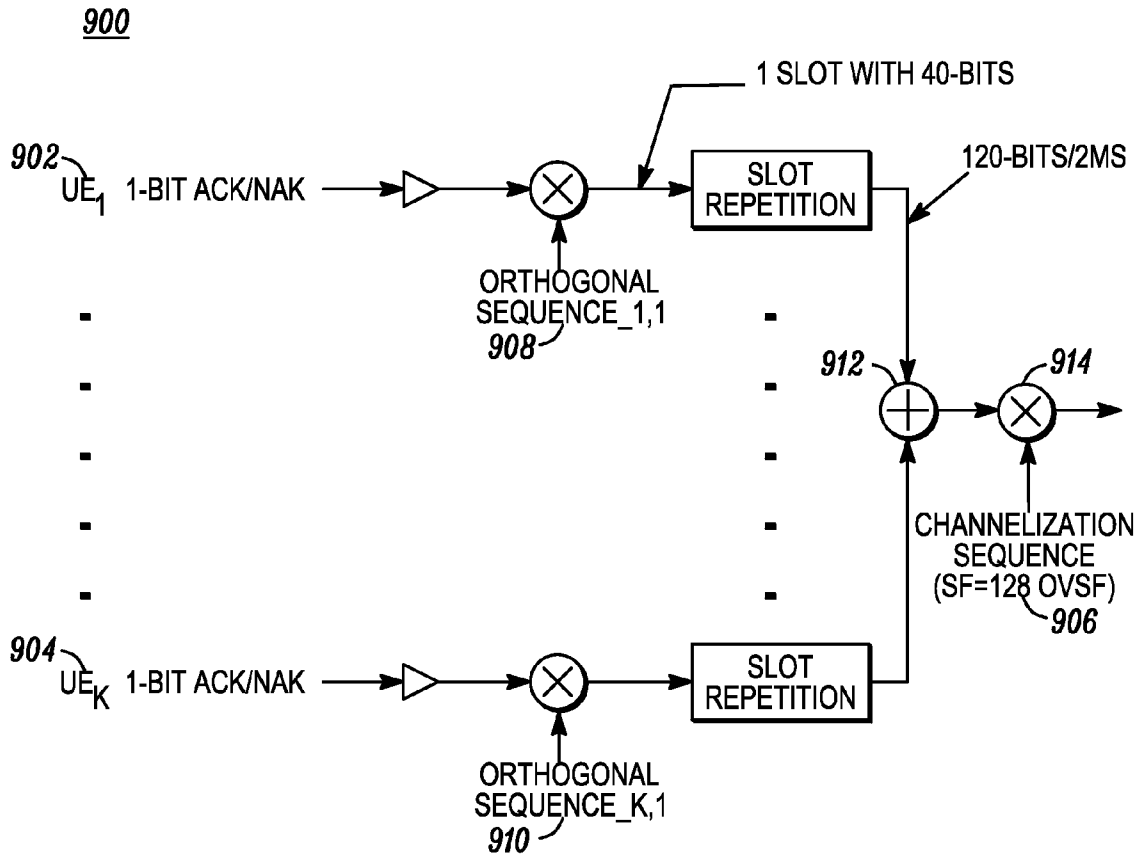 900
1 SLOT WITH 40-BITS
902
UE1 1-BIT ACK/NAK
SLOT
REPETITION
120-BITS/2MS
ORTHOGONAL
SEQUENCE_1,1
908
912
914
CHANNELIZATION
SEQUENCE
(SF=128 OVSF)
906
904
UEK 1-BIT ACK/NAK
SLOT
REPETITION
ORTHOGONAL
SEQUENCE_K,1
910